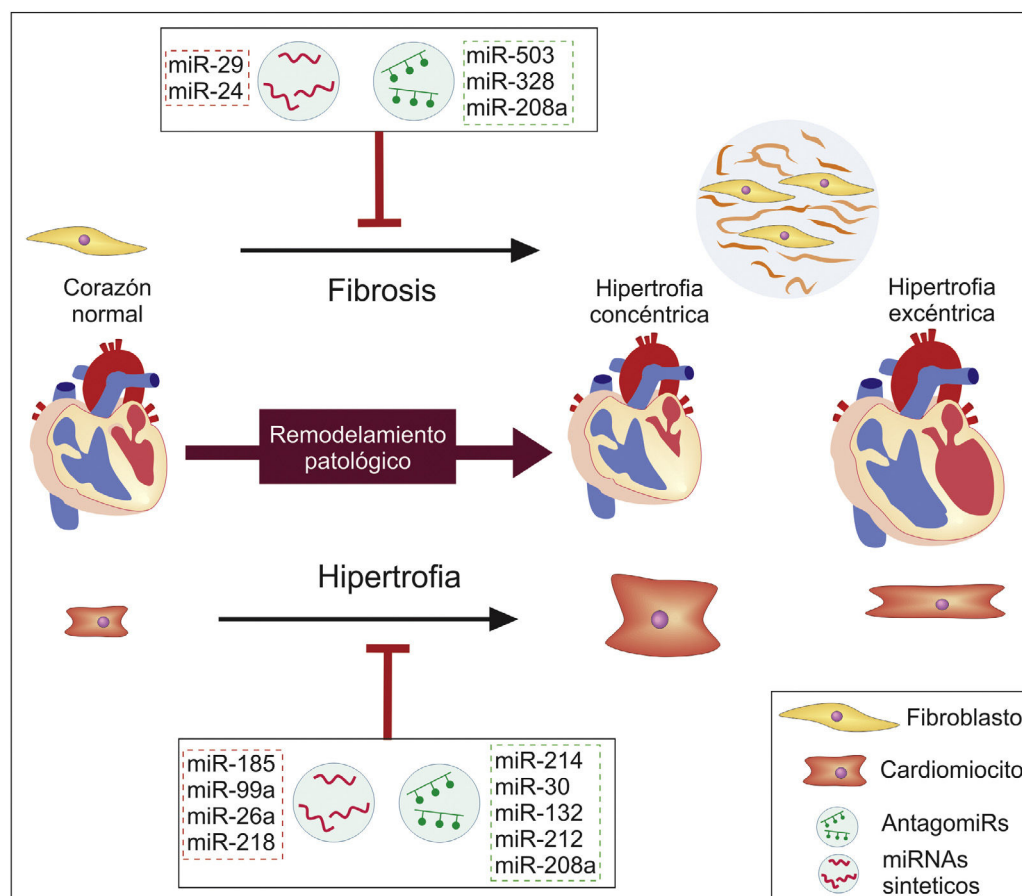 miR-29
miR-24
miR-503
miR-328
miR-208a
Fibrosis
Corazón
normal
Hipertrofia
concéntrica
Hipertrofia
excéntrica
Remodelamiento
patológico
Hipertrofia
miR-185
miR-99a
miR-26a
miR-218
miR-214
miR-30
miR-132
miR-212
miR-208a
Fibroblasto
Cardiomiocito
AntagomiRs
miRNAs
sinteticos